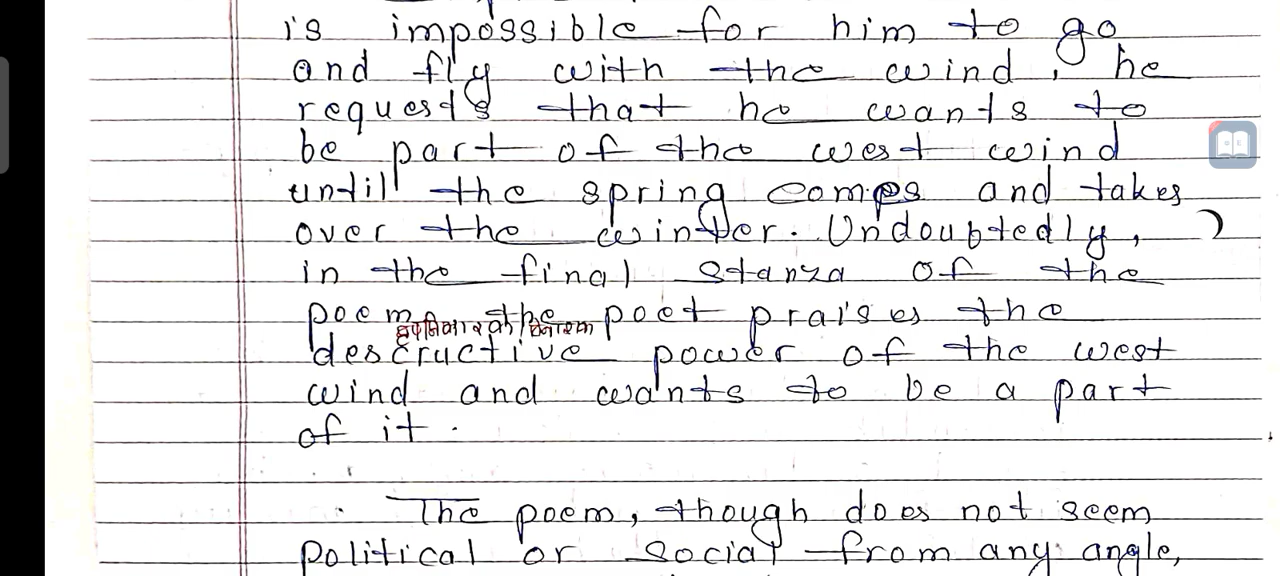 is impossible for him to go
and fly with the wind, he
requests that he wants to
be part of the west wind
until the spring comes and takes
over the winter. Undoubtedly,
in the final stanza of the
poem the poet praises the
destructive power of the west
wind and wants to be a part
of it.
The poem, though does not seem
political or social from any angle,